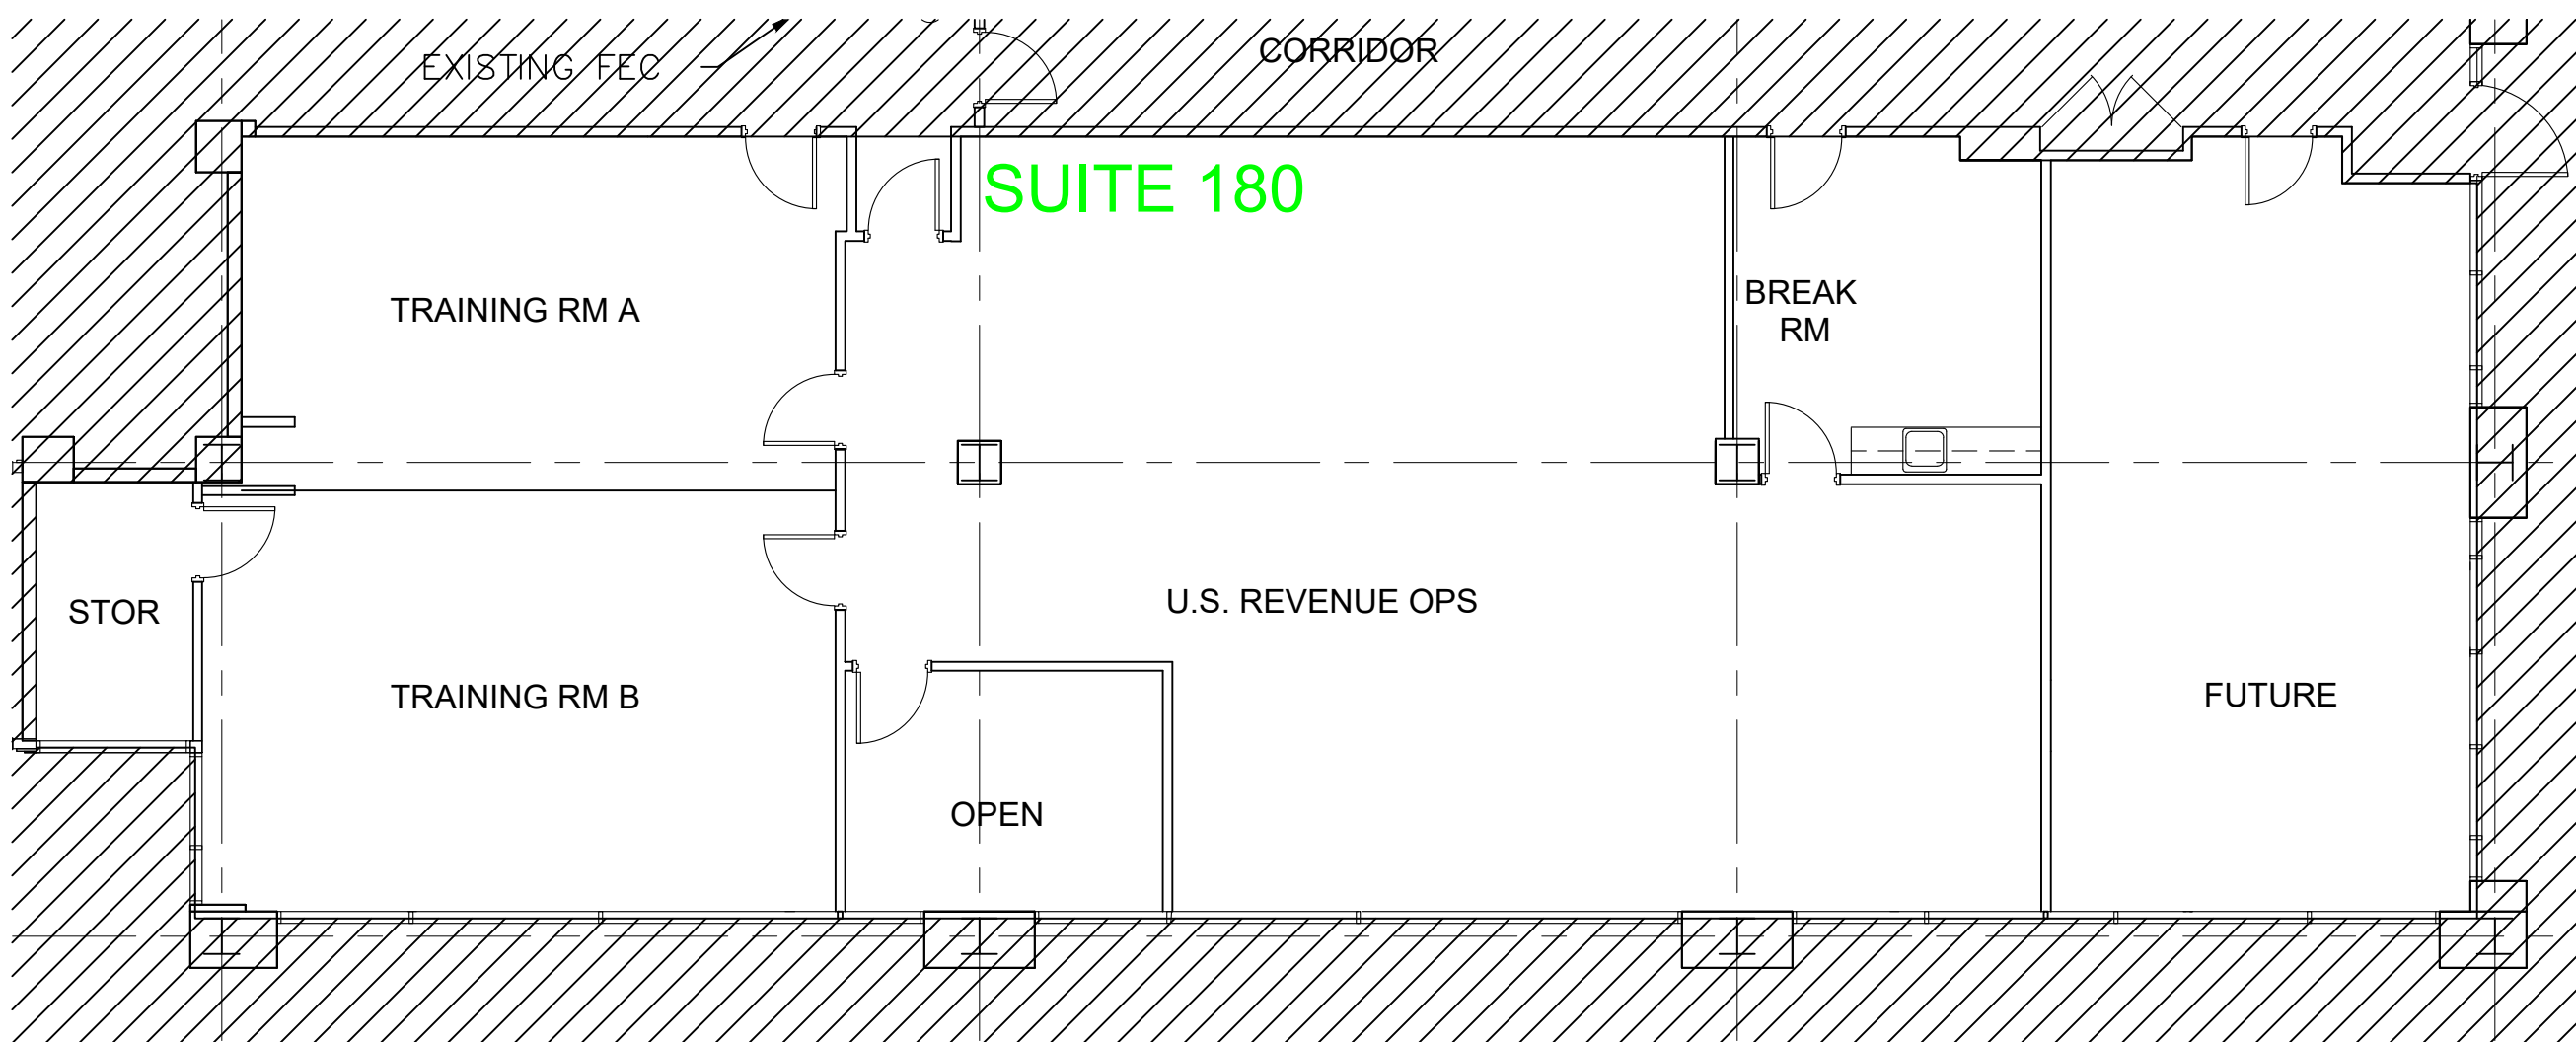 EXISTING FEC
CORRIDOR
SUITE 180
TRAINING RM A
BREAK
RM
STOR
U.S. REVENUE OPS
TRAINING RM B
FUTURE
OPEN